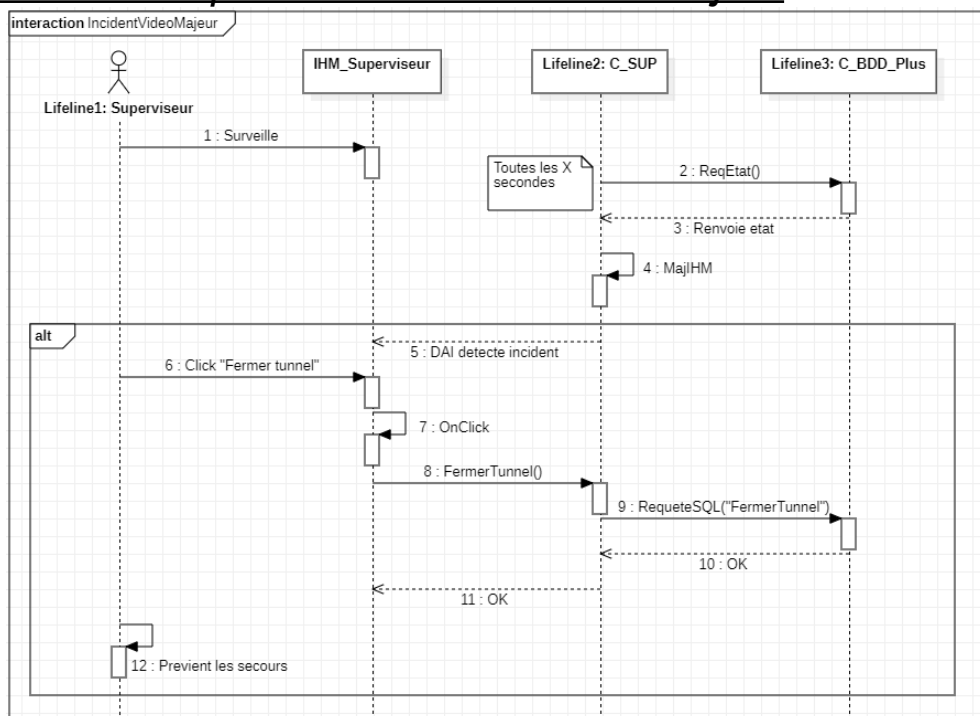 interaction IncidentVideoMajeur
IHM_Superviseur
Lifeline2: C_SUP
Lifeline3: C_BDD_Plus
Lifeline1: Superviseur
1 : Surveille
Toutes les X
secondes
2 : ReqEtat()
3 : Renvoie etat
4 : MajIHM
alt
5 : DAI detecte incident
6 : Click "Fermer tunnel"
7 : OnClick
8 : FermerTunnel()
9 : RequeteSQL("FermerTunnel")
10 : OK
11 : OK
12 : Previent les secours